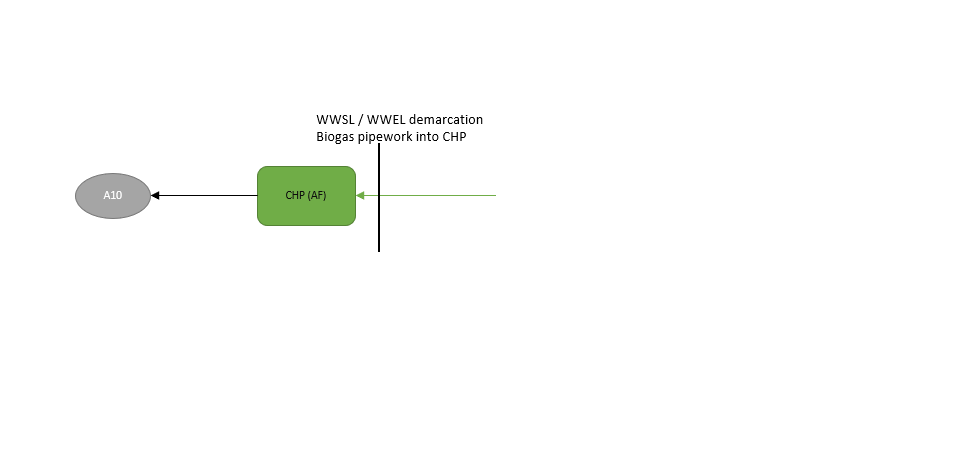 WWSL / WWEL demarcation
Biogas pipework into CHP
A10
CHP (AF)